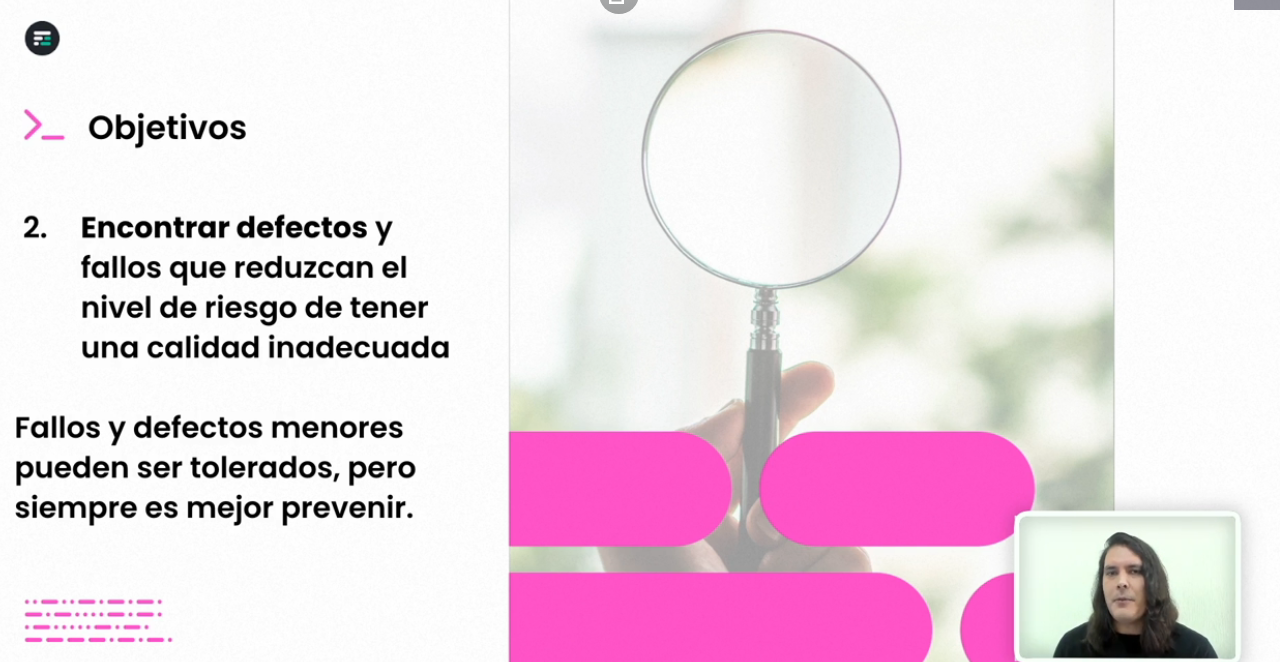 Objetivos
2. Encontrar defectos y
fallos que reduzcan el
nivel de riesgo de tener
una calidad inadecuada
Fallos y defectos menores
pueden ser tolerados, pero
siempre es mejor prevenir.